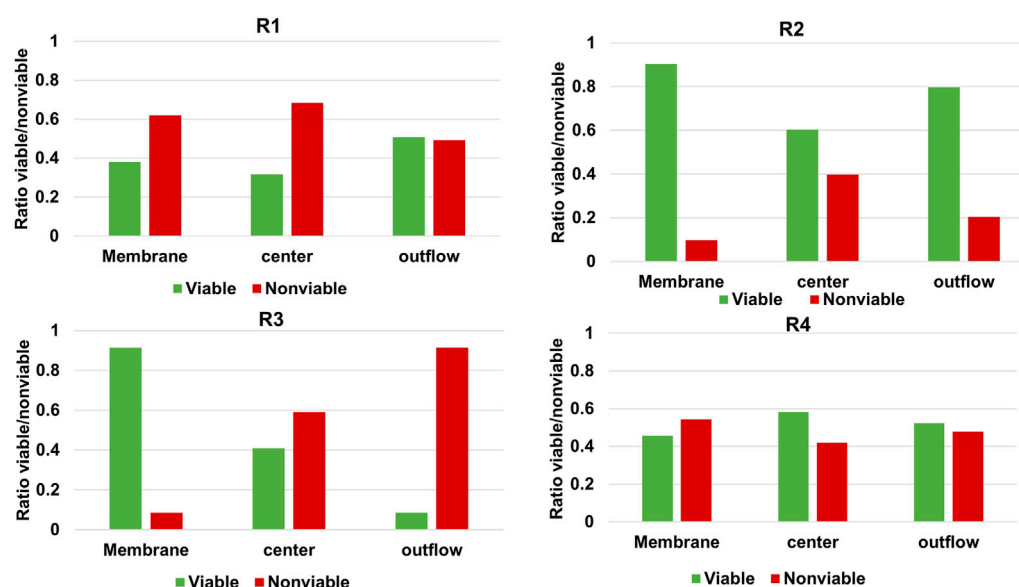 R1
Ratio viable/nonviable
1
0.8
0.6
0.4
0.2
0
Membrane center outflow
Viable Nonviable
R2
Ratio viable/nonviable
1
0.8
0.6
0.4
0.2
0
Membrane center outflow
Viable Nonviable
R3
Ratio viable/nonviable
1
0.8
0.6
0.4
0.2
0
Membrane center outflow
Viable Nonviable
R4
Ratio viable/nonviable
1
0.8
0.6
0.4
0.2
0
Membrane center outflow
Viable Nonviable